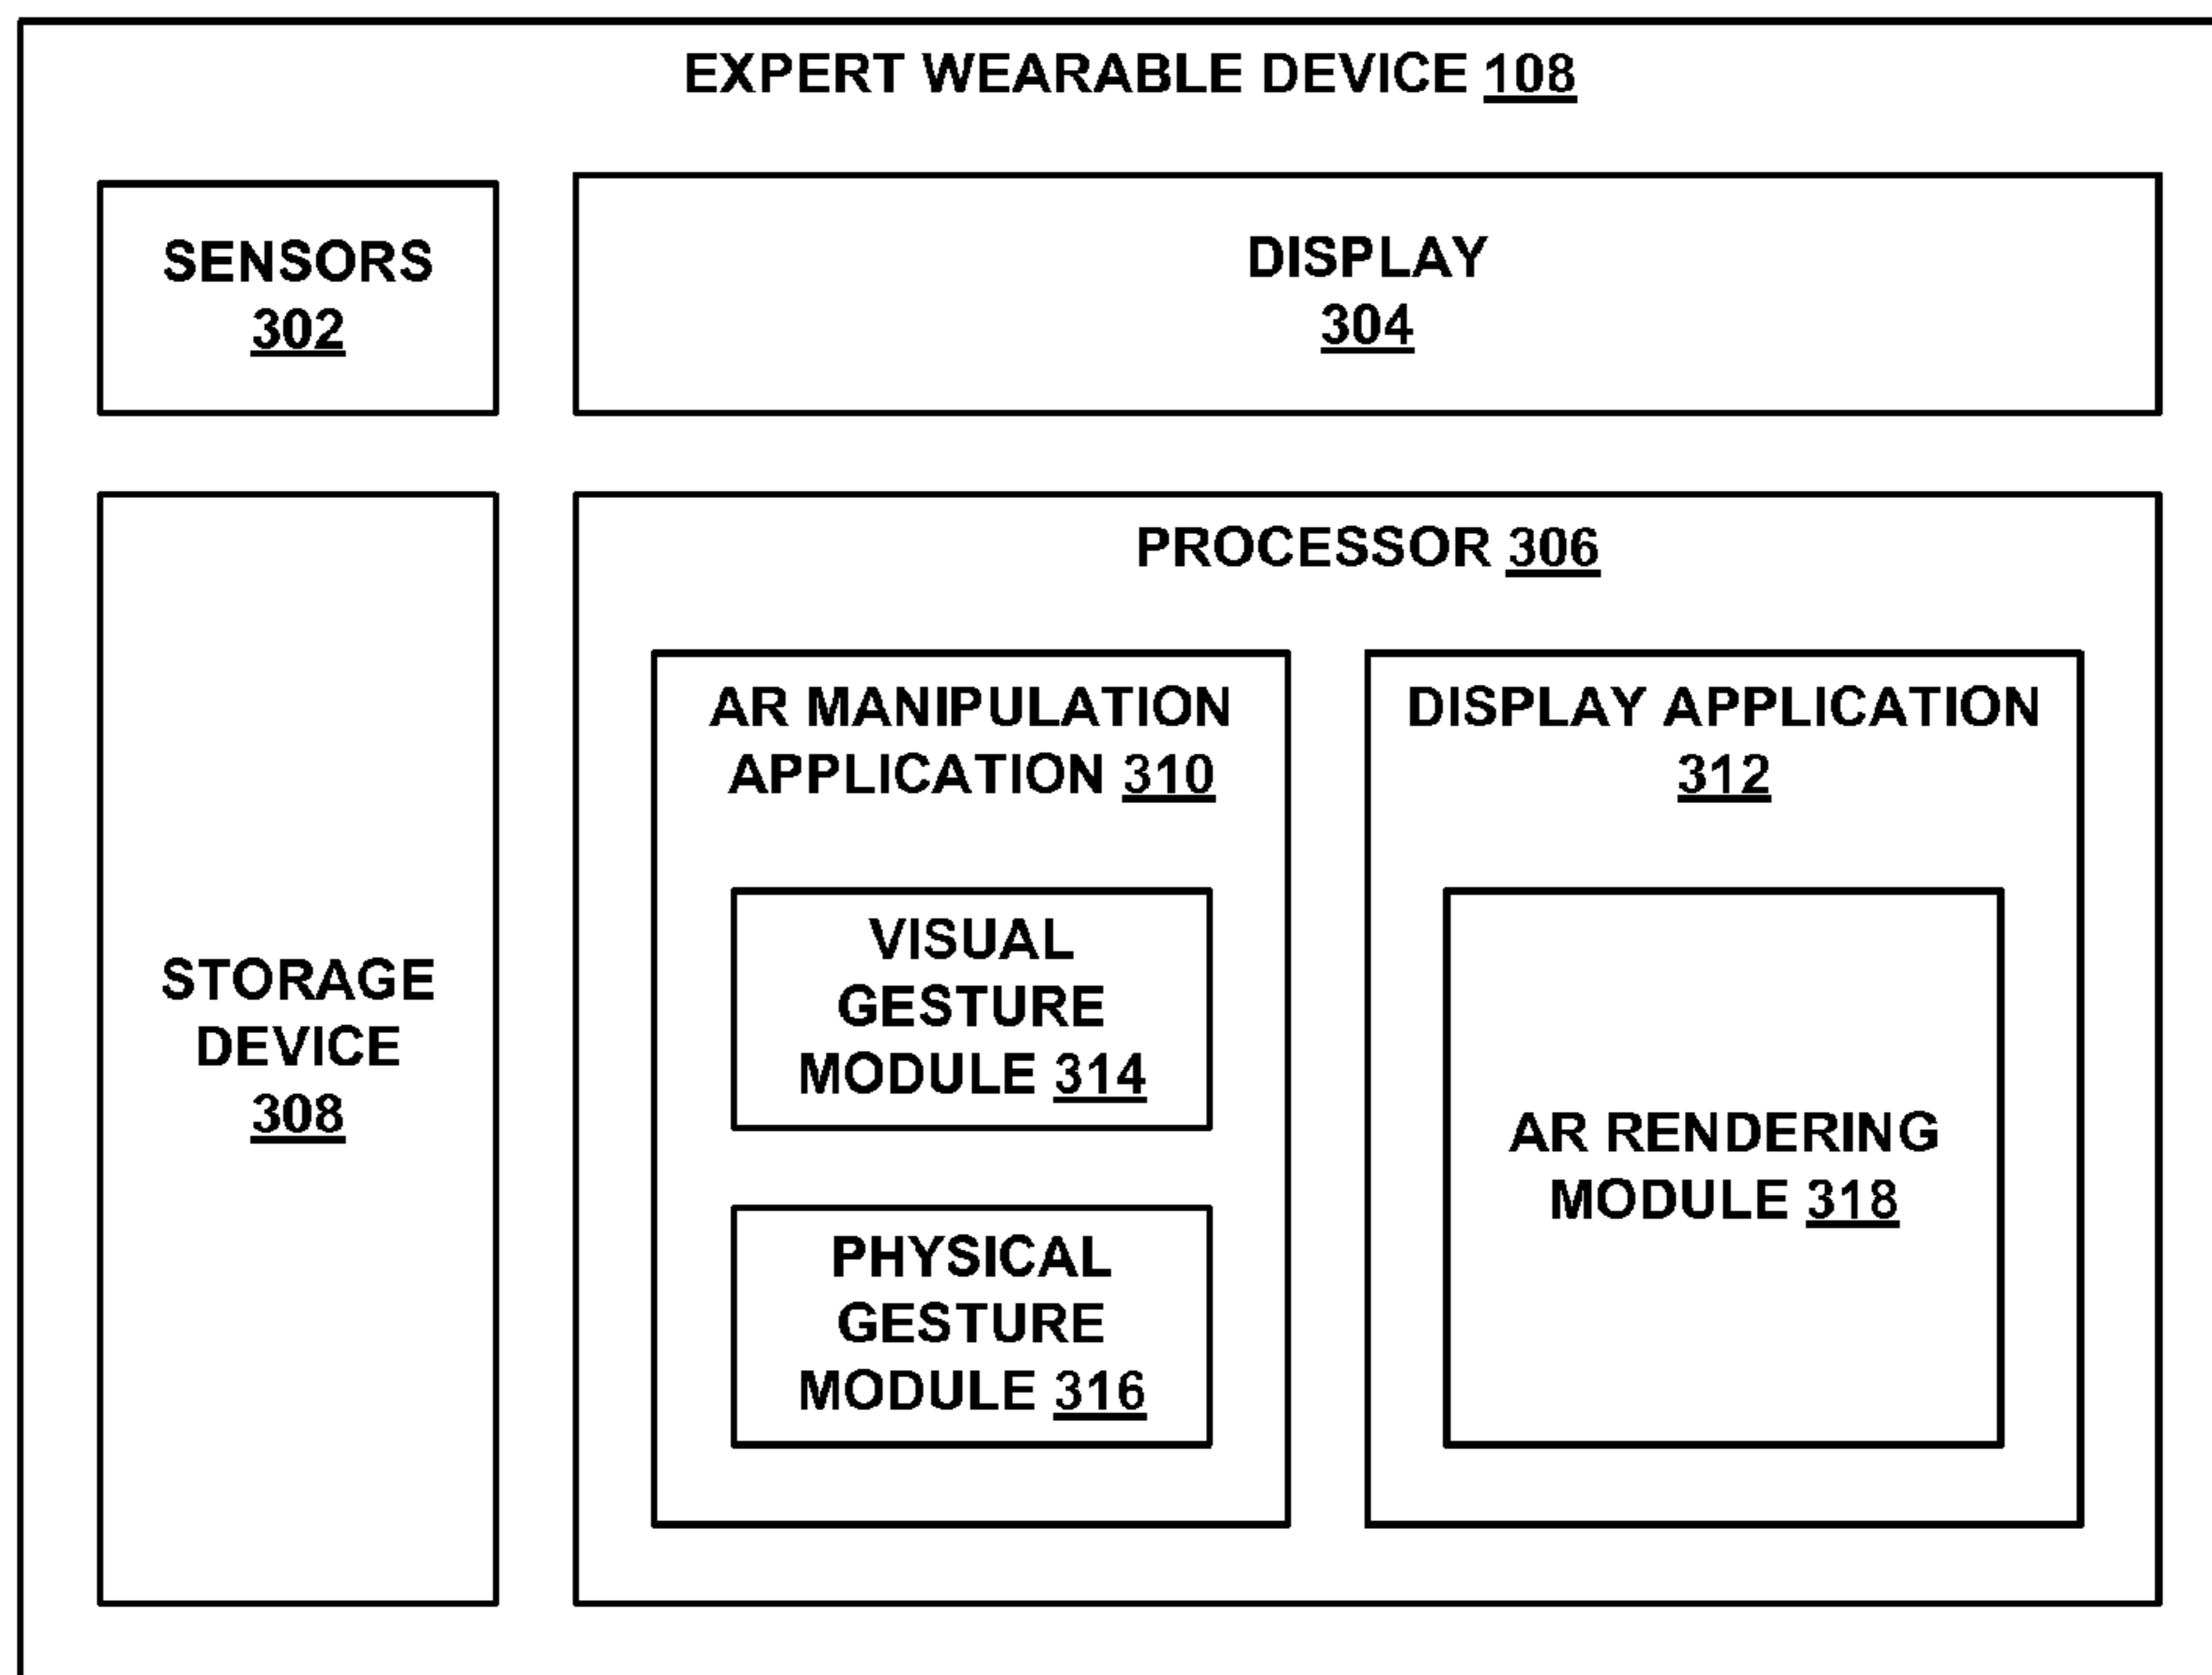 EXPERT WEARABLE DEVICE 108
SENSORS
302
DISPLAY
304
STORAGE
DEVICE
308
PROCESSOR 306
AR MANIPULATION
APPLICATION 310
VISUAL
GESTURE
MODULE 314
PHYSICAL
GESTURE
MODULE 316
DISPLAY APPLICATION
312
AR RENDERING
MODULE 318